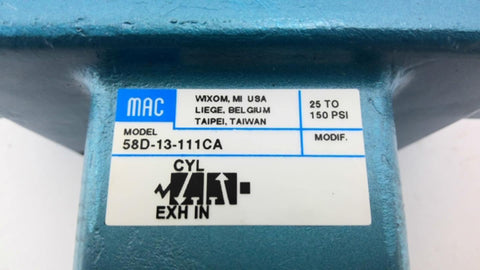 MAC
WIXOM, MI USA
LIEGE, BELGIUM
TAIPEI, TAIWAN
25 TO
150 PSI
MODEL
58D-13-111CA
MODIF.
CYL
EXH IN